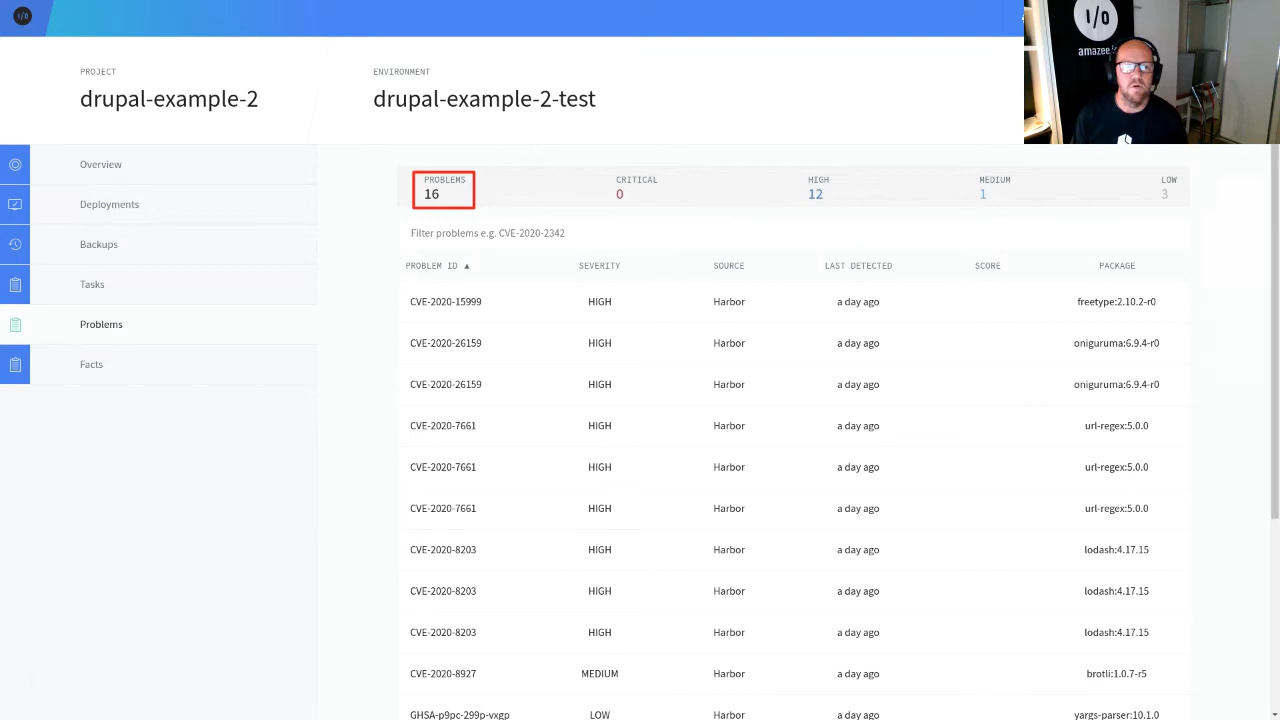 I/O
I/O
amazee.io
PROJECT
ENVIRONMENT
drupal-example-2
drupal-example-2-test
Overview
Deployments
Backups
Tasks
Problems
Facts
PROBLEMS CRITICAL HIGH MEDIUM LOW
16 0 12 1 3
Filter problems e.g. CVE-2020-2342
PROBLEM ID ▲ SEVERITY SOURCE LAST DETECTED SCORE PACKAGE
CVE-2020-15999 HIGH Harbor a day ago freetype:2.10.2-r0
CVE-2020-26159 HIGH Harbor a day ago oniguruma:6.9.4-r0
CVE-2020-26159 HIGH Harbor a day ago oniguruma:6.9.4-r0
CVE-2020-7661 HIGH Harbor a day ago url-regex:5.0.0
CVE-2020-7661 HIGH Harbor a day ago url-regex:5.0.0
CVE-2020-7661 HIGH Harbor a day ago url-regex:5.0.0
CVE-2020-8203 HIGH Harbor a day ago lodash:4.17.15
CVE-2020-8203 HIGH Harbor a day ago lodash:4.17.15
CVE-2020-8203 HIGH Harbor a day ago lodash:4.17.15
CVE-2020-8927 MEDIUM Harbor a day ago brotli:1.0.7-r5
GHSA-p9pc-299p-vxgp LOW Harbor a day ago yargs-parser:10.1.0